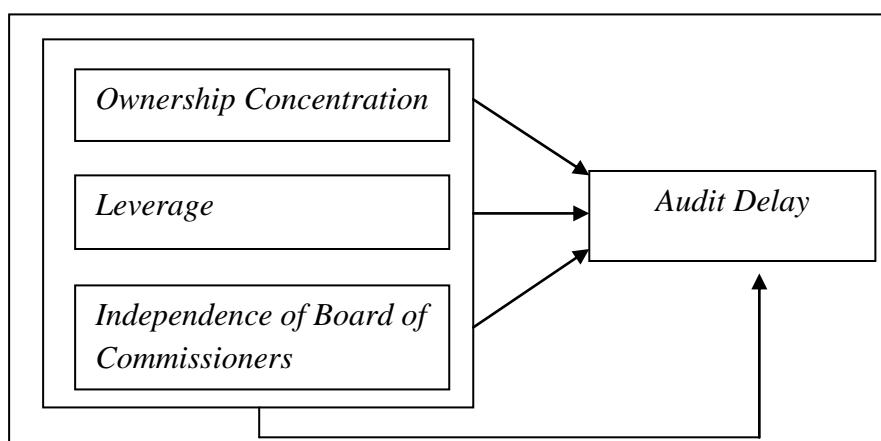 Ownership Concentration
Leverage
Audit Delay
Independence of Board of
Commissioners